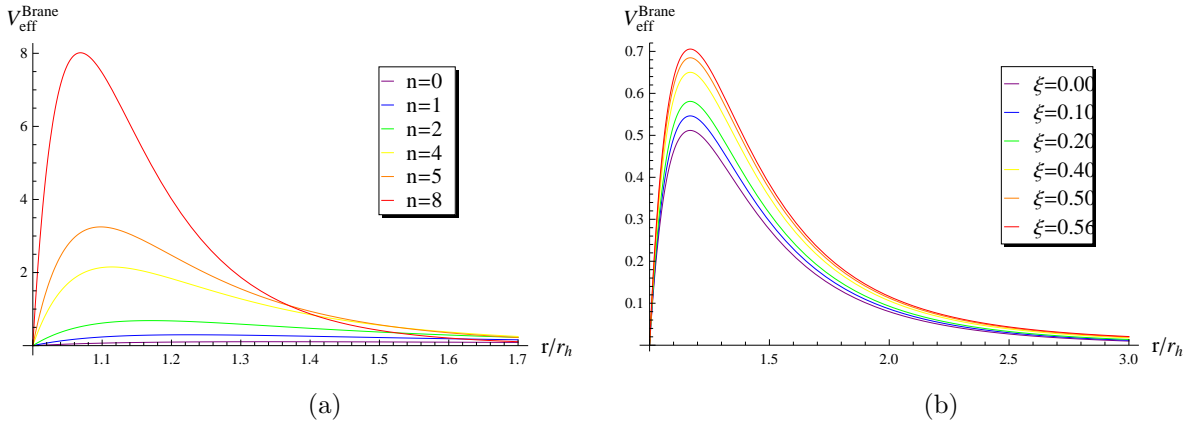 V_eff^Brane
8
6
4
2
1.1 1.2 1.3 1.4 1.5 1.6 1.7
r/r_h
n=0
n=1
n=2
n=4
n=5
n=8
(a)
V_eff^Brane
0.7
0.6
0.5
0.4
0.3
0.2
0.1
1.5 2.0 2.5 3.0
r/r_h
ξ=0.00
ξ=0.10
ξ=0.20
ξ=0.40
ξ=0.50
ξ=0.56
(b)